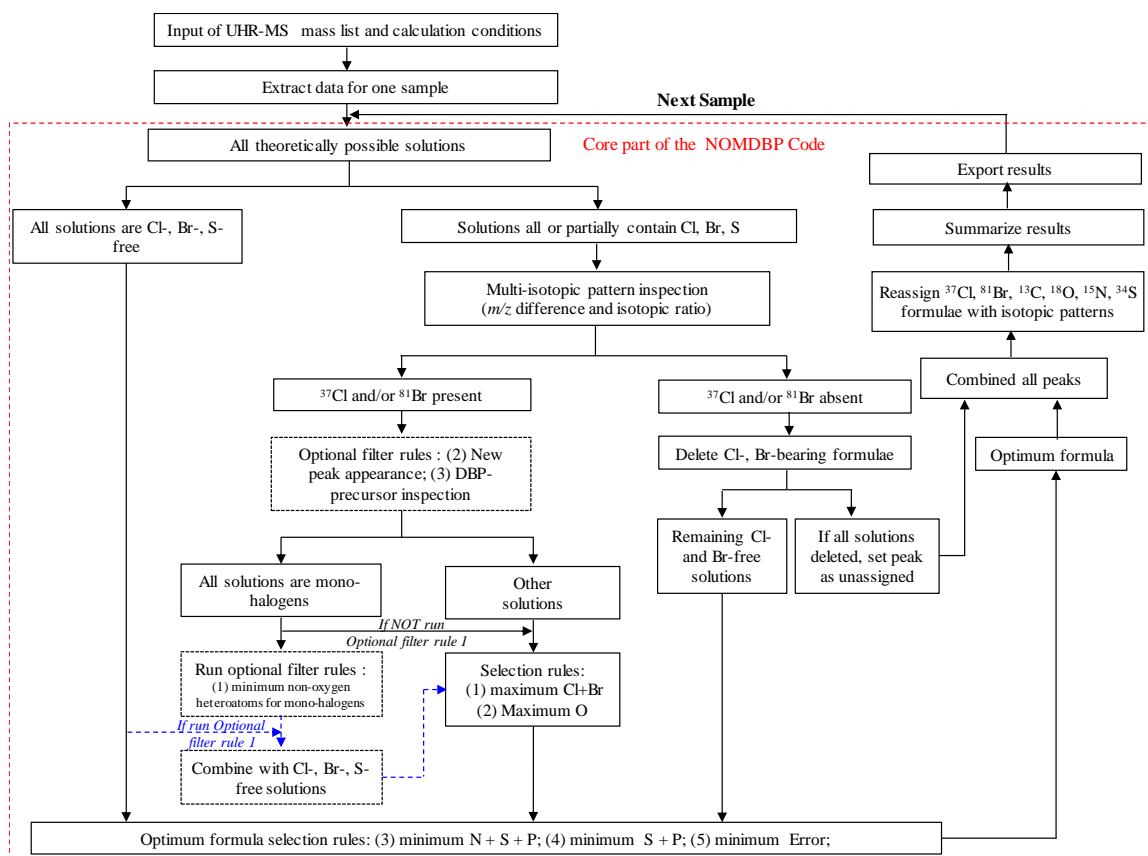 Input of UHR-MS mass list and calculation conditions
Extract data for one sample
Next Sample
All theoretically possible solutions
Core part of the NOMDBP Code
Export results
All solutions are Cl-, Br-, S-
free
Solutions all or partially contain Cl, Br, S
Summarize results
Multi-isotopic pattern inspection
(m/z difference and isotopic ratio)
Reassign ³⁷Cl, ⁸¹Br, ¹³C, ¹⁸O, ¹⁵N, ³⁴S
formulae with isotopic patterns
³⁷Cl and/or ⁸¹Br present
³⁷Cl and/or ⁸¹Br absent
Combined all peaks
Optional filter rules : (2) New
peak appearance; (3) DBP-
precursor inspection
Delete Cl-, Br-bearing formulae
Optimum formula
Remaining Cl-
and Br-free
solutions
If all solutions
deleted, set peak
as unassigned
All solutions are mono-
halogens
Other
solutions
If NOT run
Optional filter rule 1
Run optional filter rules :
(1) minimum non-oxygen
heteroatoms for mono-halogens
Selection rules:
(1) maximum Cl+Br
(2) Maximum O
If run Optional
filter rule 1
Combine with Cl-, Br-, S-
free solutions
Optimum formula selection rules: (3) minimum N + S + P; (4) minimum S + P; (5) minimum Error;